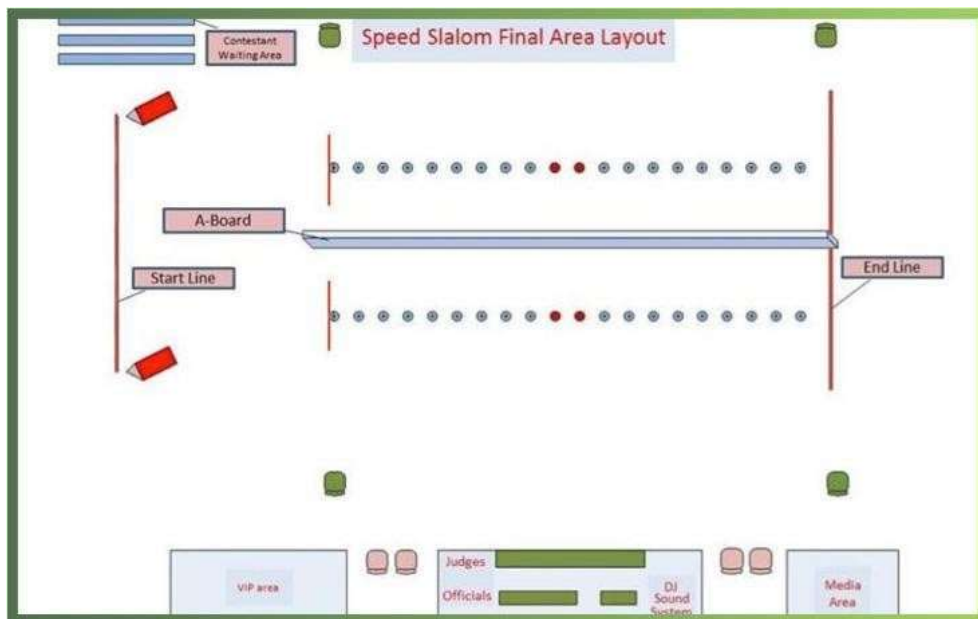 Contestant
Waiting Area
Speed Slalom Final Area Layout
A-Board
Start Line
End Line
VIP area
Judges
Officials
DJ
Sound
System
Media
Area